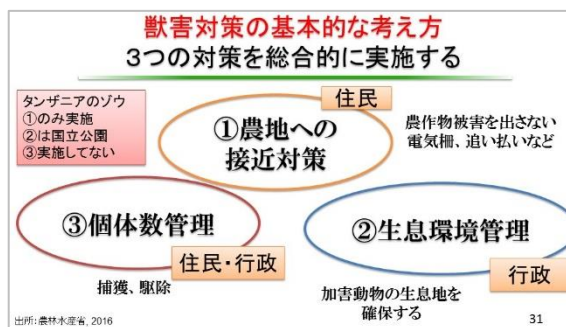 獣害対策の基本的な考え方
3つの対策を総合的に実施する
タンザニアのゾウ
①のみ実施
②は国立公園
③実施してない
住民
①農地への
接近対策
農作物被害を出さない
電気柵、追い払いなど
③個体数管理
住民・行政
捕獲、駆除
②生息環境管理
行政
加害動物の生息地を
確保する
出所:農林水産省, 2016
31